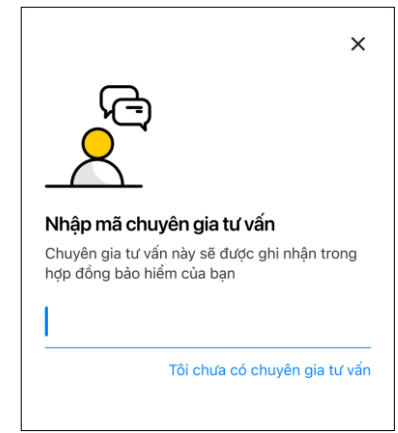 Nhập mã chuyên gia tư vấn
Chuyên gia tư vấn này sẽ được ghi nhận trong
hợp đồng bảo hiểm của bạn
Tôi chưa có chuyên gia tư vấn